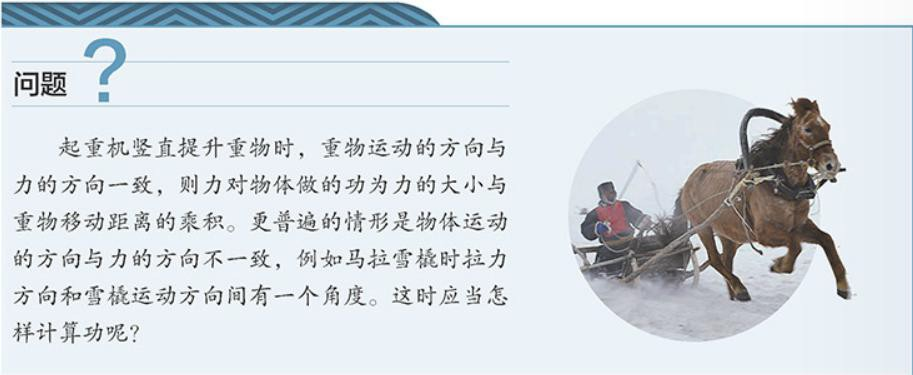 问题?
起重机竖直提升重物时，重物运动的方向与
力的方向一致，则力对物体做的功为力的大小与
重物移动距离的乘积。更普遍的情形是物体运动
的方向与力的方向不一致，例如马拉雪橇时拉力
方向和雪橇运动方向间有一个角度。这时应当怎
样计算功呢？